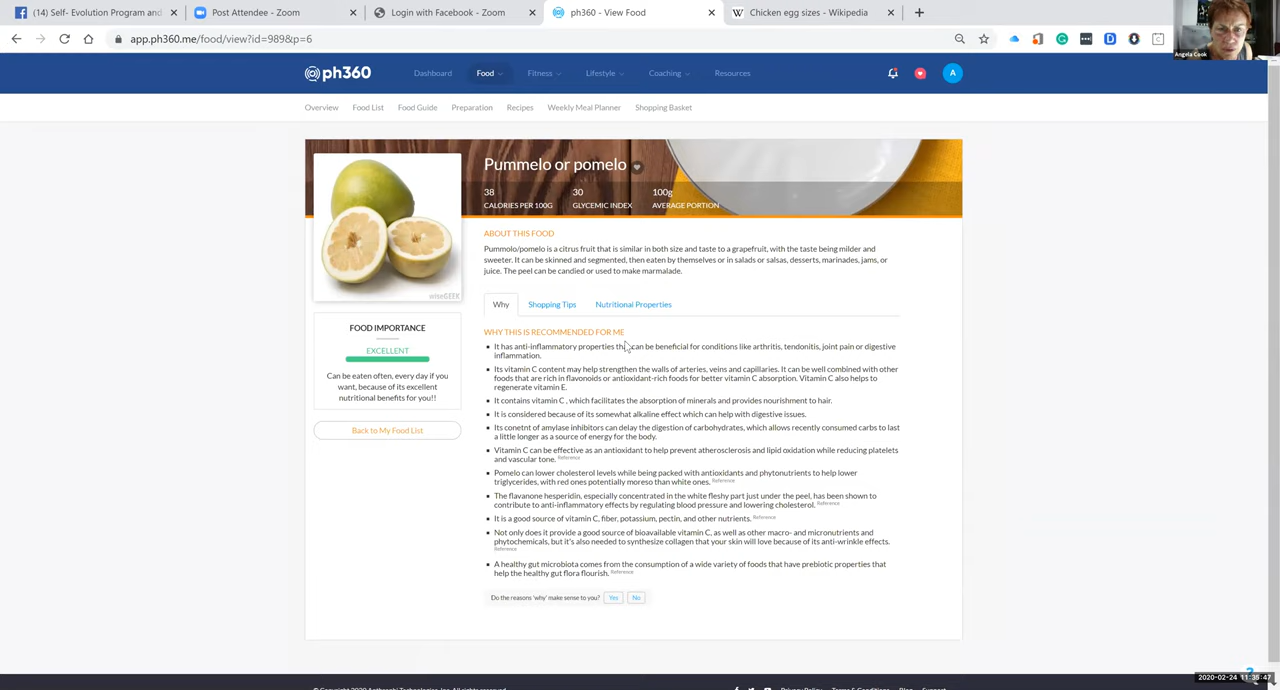 (14) Self- Evolution Program and
Post Attendee - Zoom
Login with Facebook - Zoom
ph360 - View Food
Chicken egg sizes - Wikipedia
app.ph360.me/food/view?id=989&p=6
Angela Cook
ph360
Dashboard
Food
Fitness
Lifestyle
Coaching
Resources
A
Overview
Food List
Food Guide
Preparation
Recipes
Weekly Meal Planner
Shopping Basket
Pummelo or pomelo
38
30
100g
CALORIES PER 100G
GLYCEMIC INDEX
AVERAGE PORTION
wiseGEEK
ABOUT THIS FOOD
Pummolo/pomelo is a citrus fruit that is similar in both size and taste to a grapefruit, with the taste being milder and
sweeter. It can be skinned and segmented, then eaten by themselves or in salads or salsas, desserts, marinades, jams, or
juice. The peel can be candied or used to make marmalade.
FOOD IMPORTANCE
EXCELLENT
Can be eaten often, every day if you
want, because of its excellent
nutritional benefits for you!!
Back to My Food List
Why
Shopping Tips
Nutritional Properties
WHY THIS IS RECOMMENDED FOR ME
It has anti-inflammatory properties that can be beneficial for conditions like arthritis, tendonitis, joint pain or digestive
inflammation.
Its vitamin C content may help strengthen the walls of arteries, veins and capillaries. It can be well combined with other
foods that are rich in flavonoids or antioxidant-rich foods for better vitamin C absorption. Vitamin C also helps to
regenerate vitamin E.
It contains vitamin C , which facilitates the absorption of minerals and provides nourishment to hair.
It is considered because of its somewhat alkaline effect which can help with digestive issues.
Its conetnt of amylase inhibitors can delay the digestion of carbohydrates, which allows recently consumed carbs to last
a little longer as a source of energy for the body.
Vitamin C can be effective as an antioxidant to help prevent atherosclerosis and lipid oxidation while reducing platelets
and vascular tone. Reference
Pomelo can lower cholesterol levels while being packed with antioxidants and phytonutrients to help lower
triglycerides, with red ones potentially moreso than white ones. Reference
The flavanone hesperidin, especially concentrated in the white fleshy part just under the peel, has been shown to
contribute to anti-inflammatory effects by regulating blood pressure and lowering cholesterol. Reference
It is a good source of vitamin C, fiber, potassium, pectin, and other nutrients. Reference
Not only does it provide a good source of bioavailable vitamin C, as well as other macro- and micronutrients and
phytochemicals, but it's also needed to synthesize collagen that your skin will love because of its anti-wrinkle effects.
Reference
A healthy gut microbiota comes from the consumption of a wide variety of foods that have prebiotic properties that
help the healthy gut flora flourish. Reference
Do the reasons 'why' make sense to you?
Yes
No
2020-02-24 11:35:47